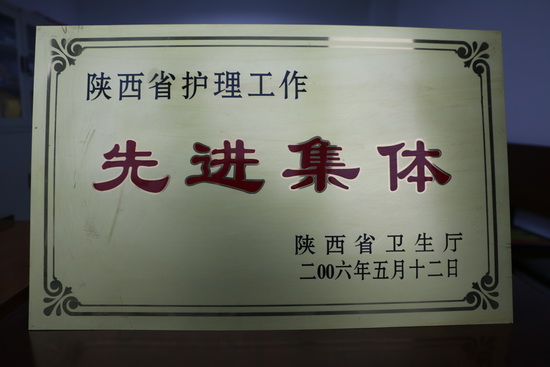 陕西省护理工作
先进集体
陕西省卫生厅
二00六年五月十二日